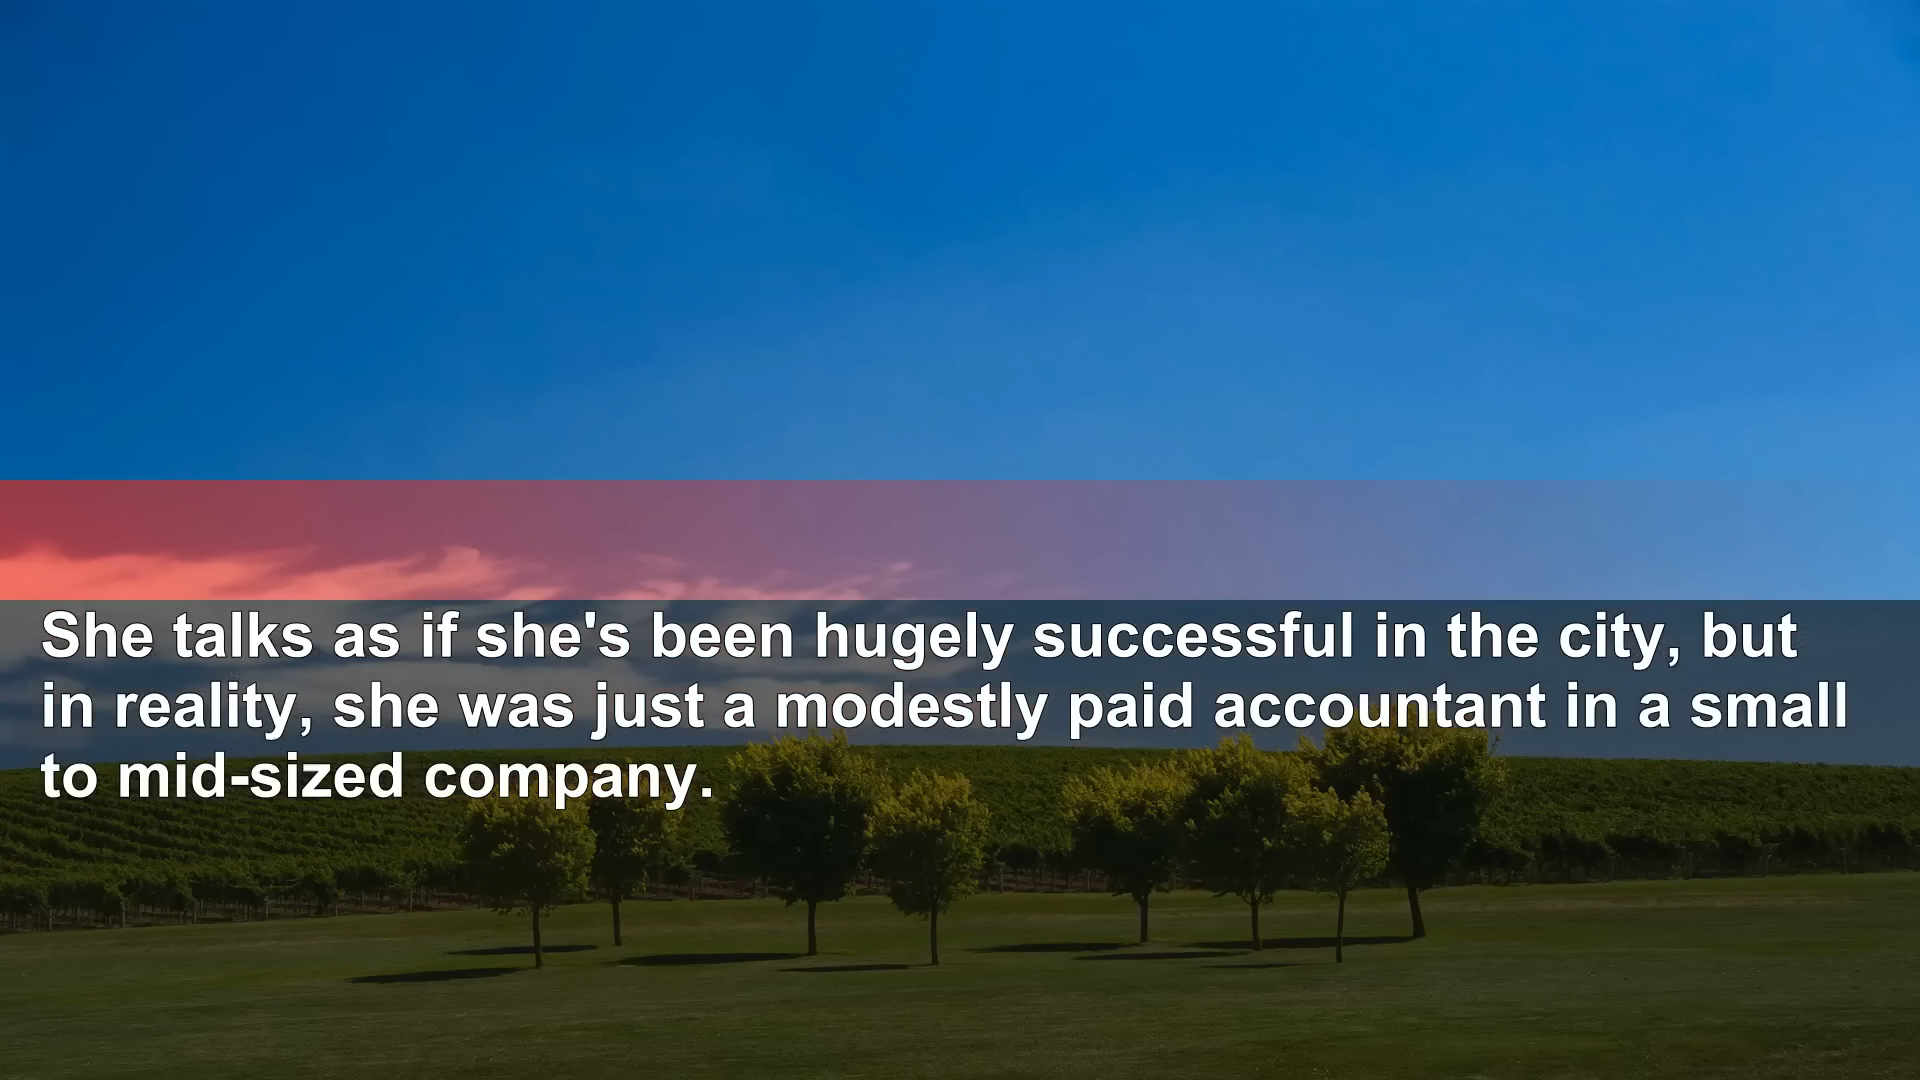 She talks as if she's been hugely successful in the city, but
in reality, she was just a modestly paid accountant in a small
to mid-sized company.